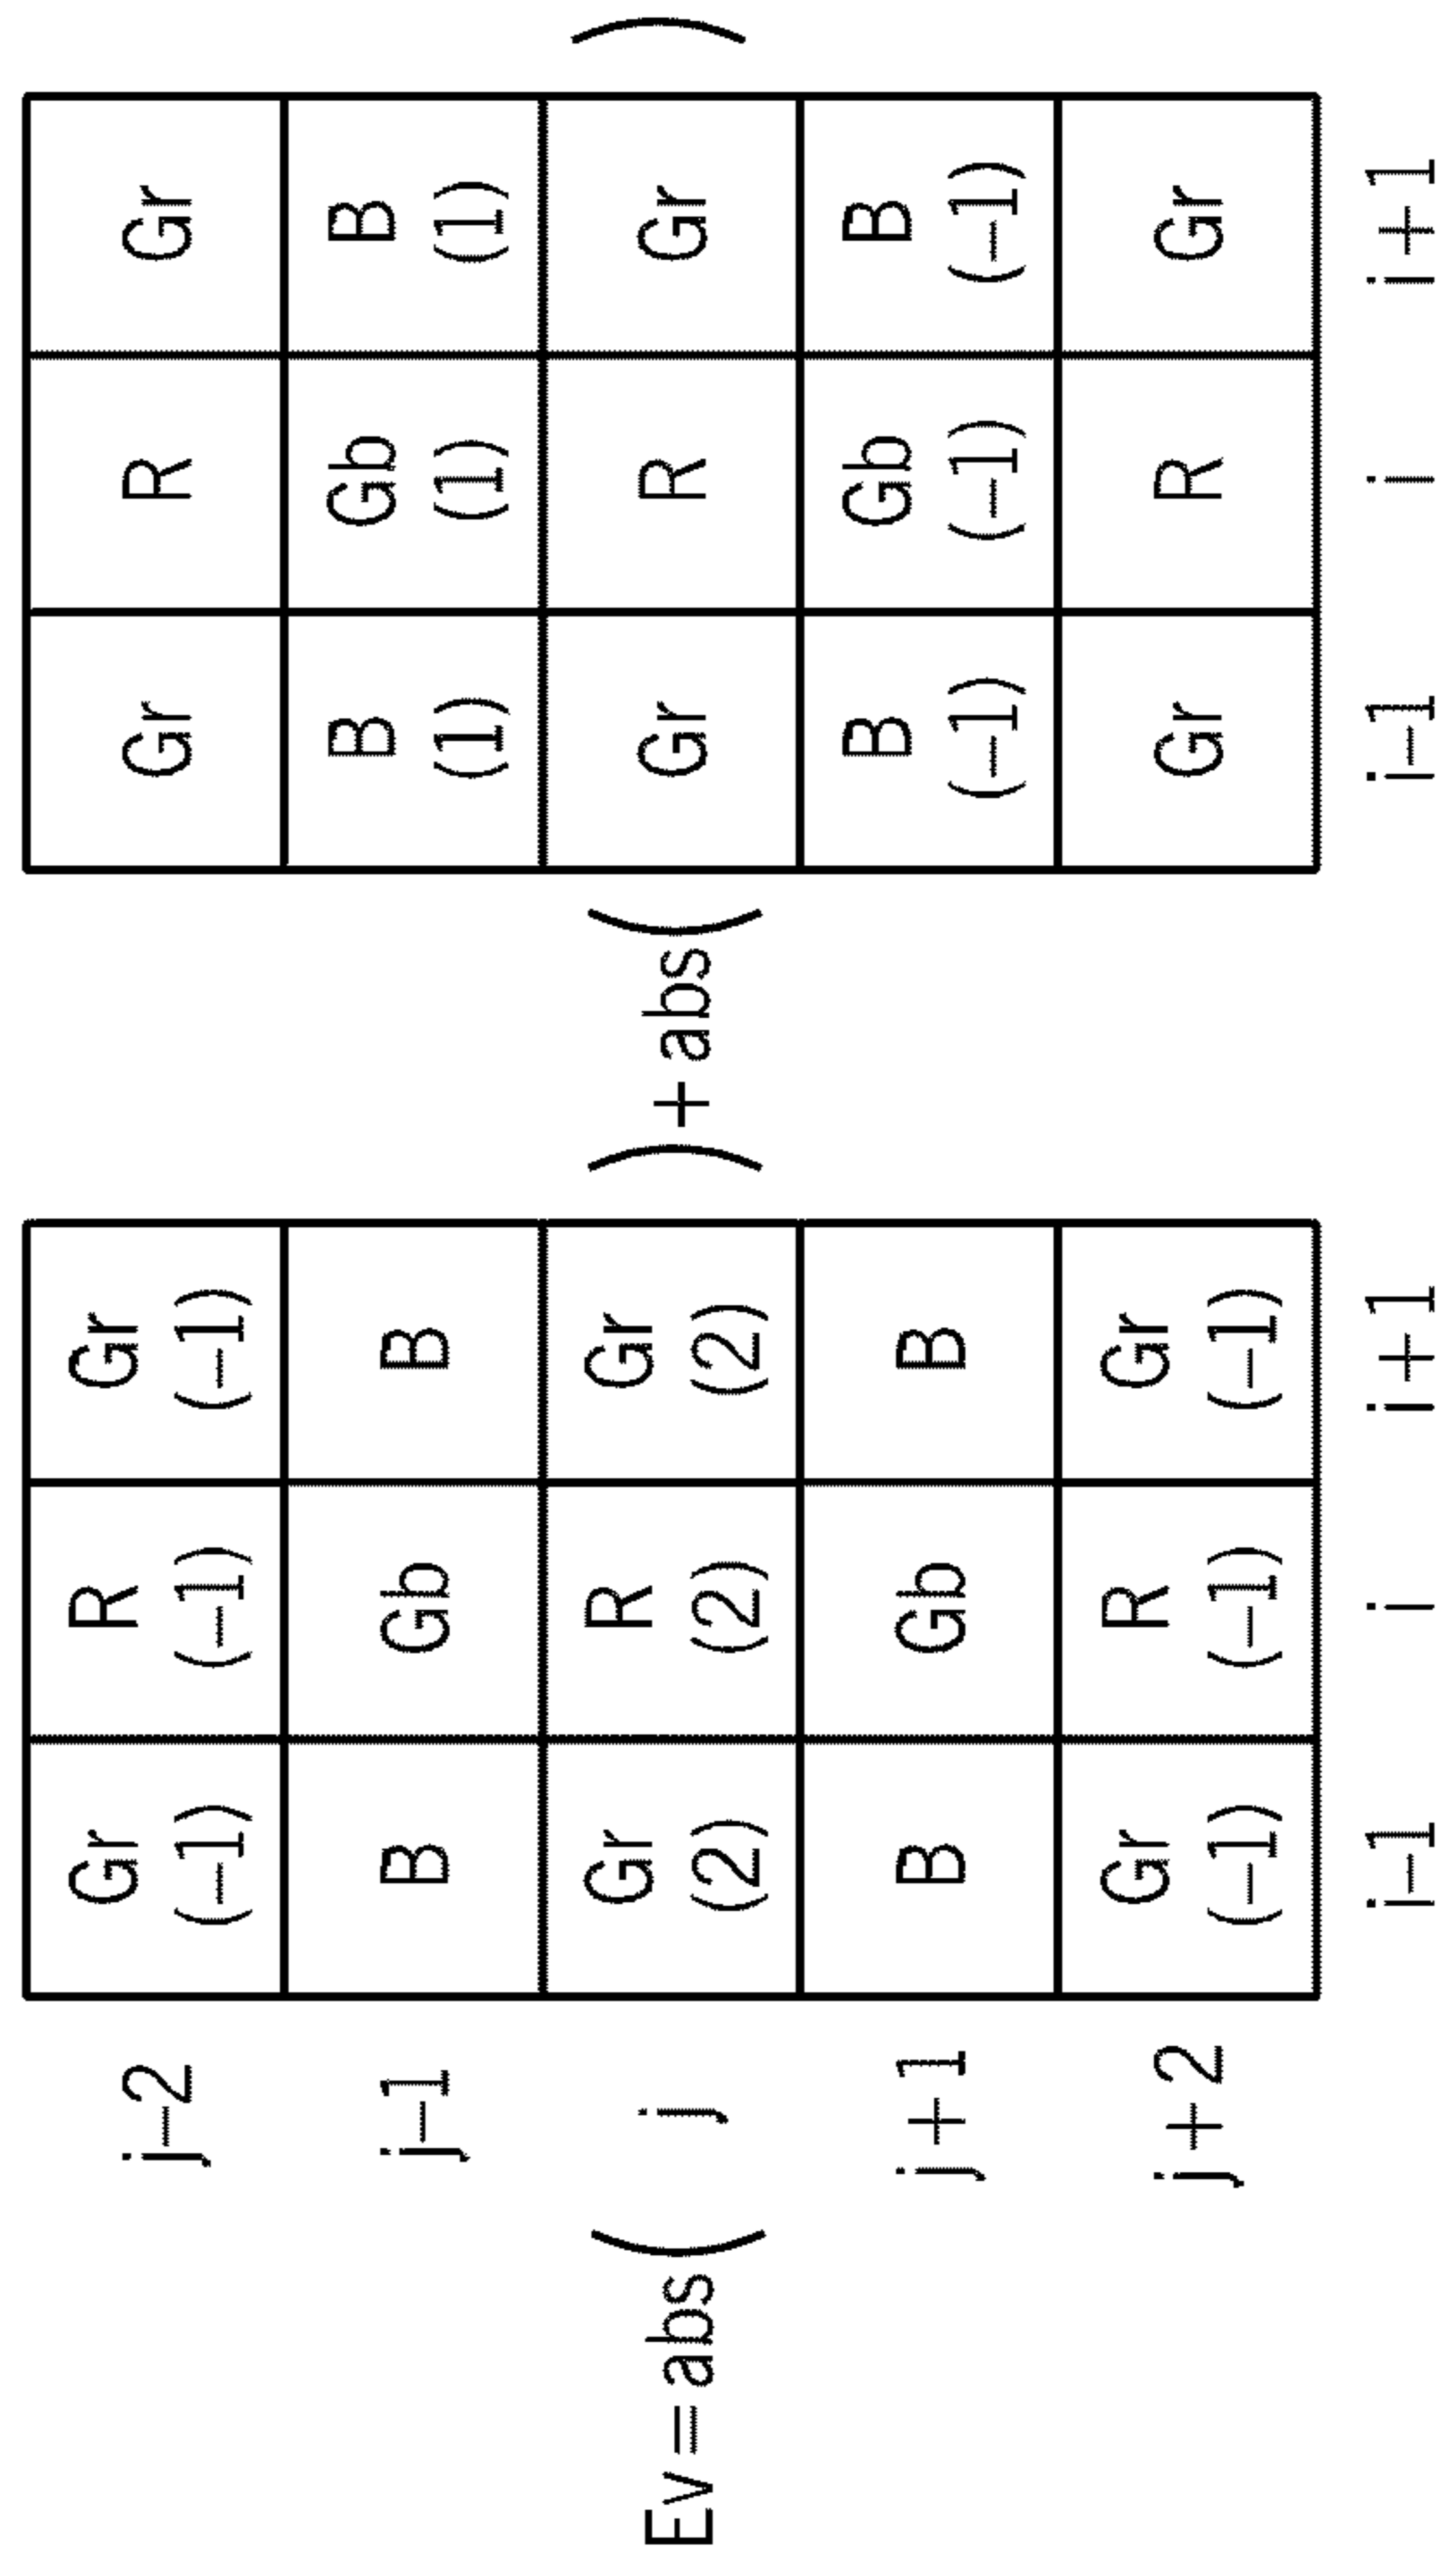 j−2 Gr R Gr Gr R Gr
(−1) (−1) (−1)
j−1 B Gb B B Gb B
(1) (1) (1)
Ev = abs( j Gr R Gr ) + abs( Gr R Gr )
(2) (2) (2)
j+1 B Gb B B Gb B
(−1) (−1) (−1)
j+2 Gr R Gr Gr R Gr
(−1) (−1) (−1)
i−1 i i+1 i−1 i i+1